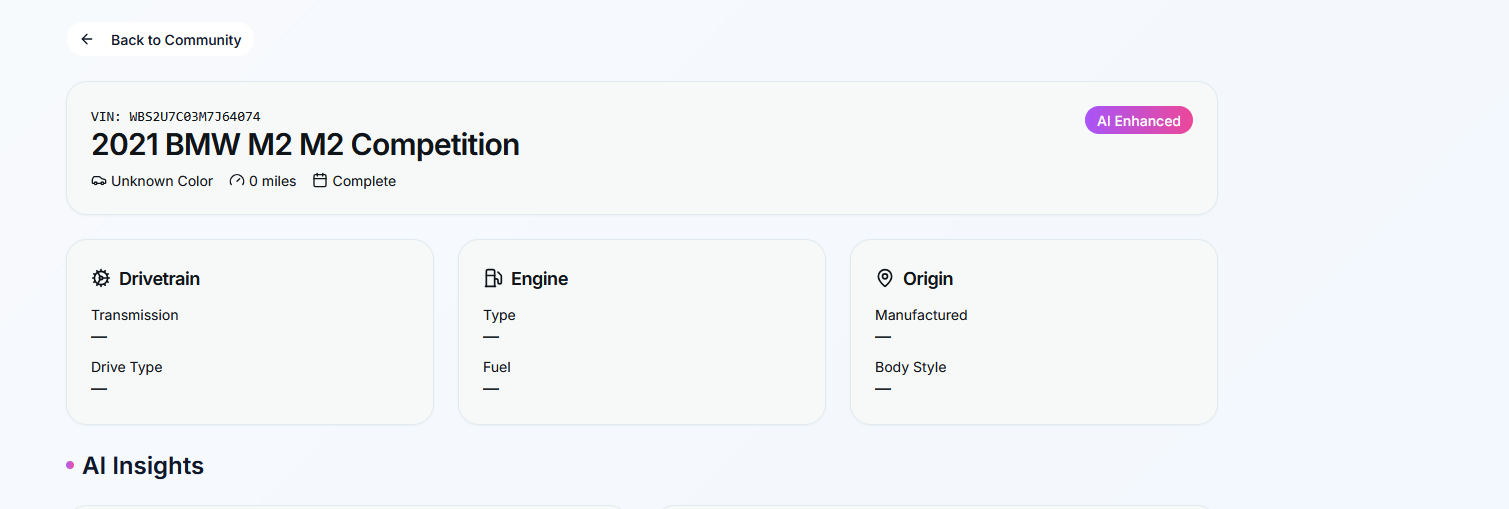 Back to Community
VIN: WBS2U7C03M7J64074
AI Enhanced
2021 BMW M2 M2 Competition
Unknown Color 0 miles Complete
Drivetrain
Transmission
—
Drive Type
—
Engine
Type
—
Fuel
—
Origin
Manufactured
—
Body Style
—
AI Insights